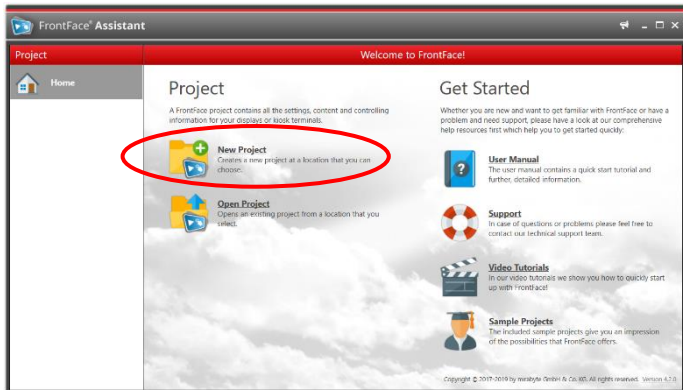 FrontFace® Assistant
Project
Welcome to FrontFace!
Home
Project
A FrontFace project contains all the settings, content and controlling
information for your displays or kiosk terminals.
New Project
Creates a new project at a location that you can
choose.
Open Project
Opens an existing project from a location that you
select.
Get Started
Whether you are new and want to get familiar with FrontFace or have a
problem and need support, please have a look at our comprehensive
help resources first which help you to get started quickly:
User Manual
The user manual contains a quick start tutorial and
further, detailed information.
Support
In case of questions or problems please feel free to
contact our technical support team.
Video Tutorials
In our video tutorials we show you how to quickly start
up with FrontFace!
Sample Projects
The included sample projects give you an impression
of the possibilities that FrontFace offers.
Copyright © 2017-2019 by mirabyte GmbH & Co. KG. All rights reserved. Version 4.2.0